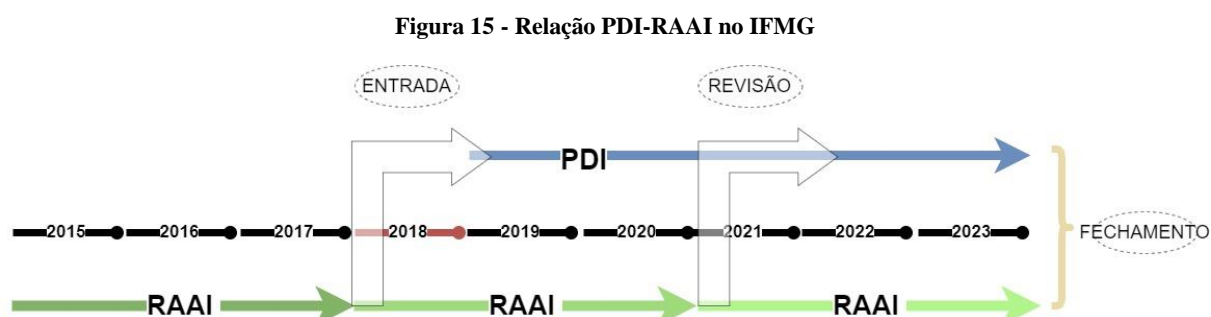 Figura 15 - Relação PDI-RAAI no IFMG
ENTRADA
REVISÃO
PDI
2015
2016
2017
2018
2019
2020
2021
2022
2023
FECHAMENTO
RAAI
RAAI
RAAI